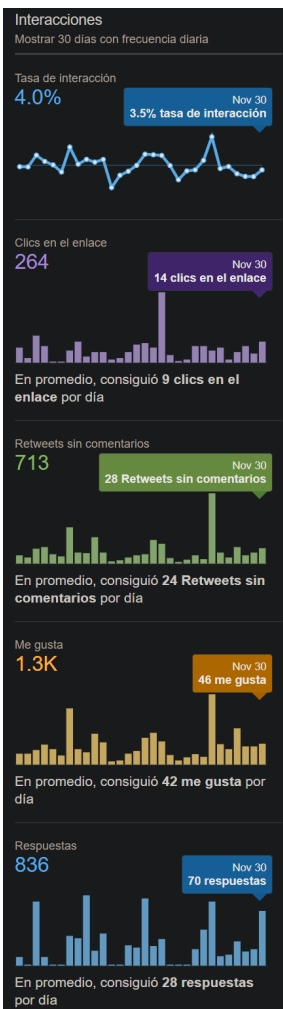 Interacciones
Mostrar 30 días con frecuencia diaria
Tasa de interacción
4.0%
Nov 30
3.5% tasa de interacción
Clics en el enlace
264
Nov 30
14 clics en el enlace
En promedio, consiguió 9 clics en el
enlace por día
Retweets sin comentarios
713
Nov 30
28 Retweets sin comentarios
En promedio, consiguió 24 Retweets sin
comentarios por día
Me gusta
1.3K
Nov 30
46 me gusta
En promedio, consiguió 42 me gusta por
día
Respuestas
836
Nov 30
70 respuestas
En promedio, consiguió 28 respuestas
por día